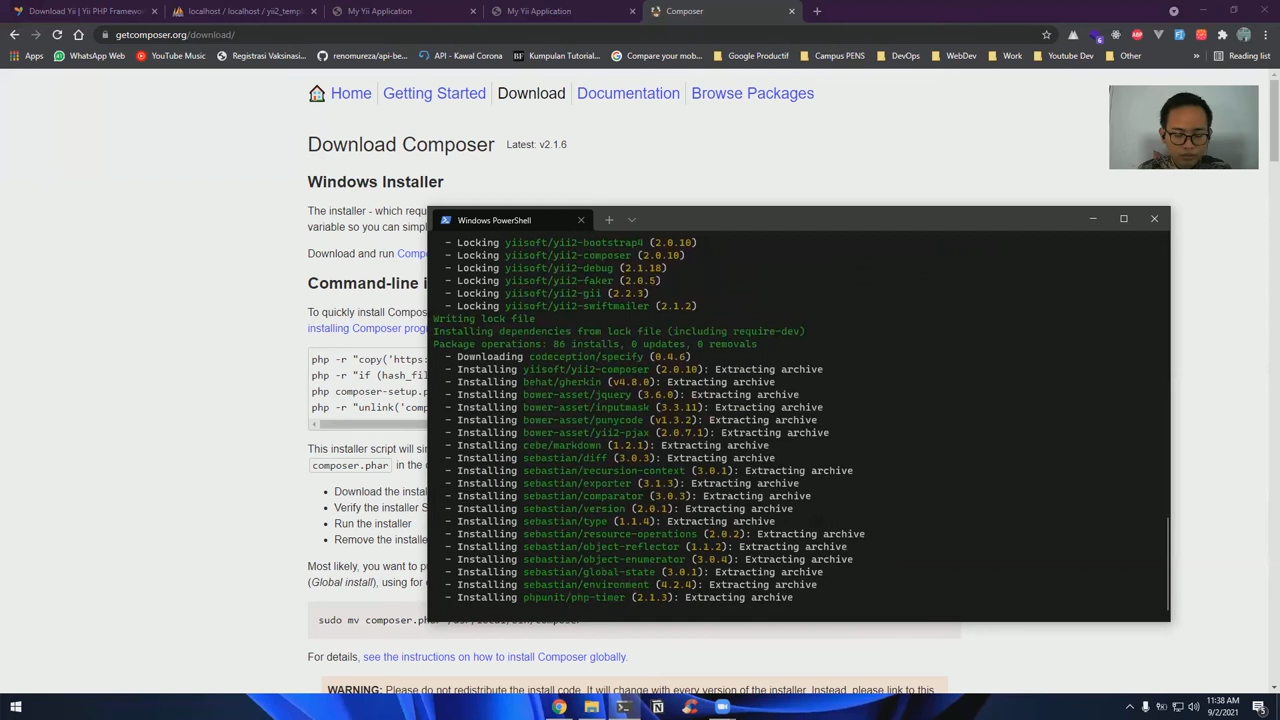 Download Yii | Yii PHP Framew
localhost / localhost / yii2_temp
My Yii Application
My Yii Application
Composer
getcomposer.org/download/
Apps
WhatsApp Web
YouTube Music
Registrasi Vaksinasi...
renomureza/api-be...
API - Kawal Corona
Kumpulan Tutorial...
Compare your mob...
Google Productif
Campus PENS
DevOps
WebDev
Work
Other
Reading list
Home
Getting Started
Download
Documentation
Browse Packages
Download Composer Latest: v2.1.6
Windows Installer
The installer - which requ
variable so you can simpl
Download and run Comp
Command-line i
To quickly install Compos
installing Composer prog
php -r "copy('https:
php -r "if (hash_fil
php composer-setup.p
php -r "unlink('comp
This installer script will sim
composer.phar in the c
Download the install
Verify the installer S
Run the installer
Remove the installe
Most likely, you want to p
(Global install), using for
sudo mv composer.phar /usr/local/bin/composer
For details, see the instructions on how to install Composer globally.
WARNING: Please do not redistribute the install code. It will change with every version of the installer. Instead, please link to this
Windows PowerShell
- Locking yiisoft/yii2-bootstrap4 (2.0.10)
- Locking yiisoft/yii2-composer (2.0.10)
- Locking yiisoft/yii2-debug (2.1.18)
- Locking yiisoft/yii2-faker (2.0.5)
- Locking yiisoft/yii2-gii (2.2.3)
- Locking yiisoft/yii2-swiftmailer (2.1.2)
Writing lock file
Installing dependencies from lock file (including require-dev)
Package operations: 86 installs, 0 updates, 0 removals
- Downloading codeception/specify (0.4.6)
- Installing yiisoft/yii2-composer (2.0.10): Extracting archive
- Installing behat/gherkin (v4.8.0): Extracting archive
- Installing bower-asset/jquery (3.6.0): Extracting archive
- Installing bower-asset/inputmask (3.3.11): Extracting archive
- Installing bower-asset/punycode (v1.3.2): Extracting archive
- Installing bower-asset/yii2-pjax (2.0.7.1): Extracting archive
- Installing cebe/markdown (1.2.1): Extracting archive
- Installing sebastian/diff (3.0.3): Extracting archive
- Installing sebastian/recursion-context (3.0.1): Extracting archive
- Installing sebastian/exporter (3.1.3): Extracting archive
- Installing sebastian/comparator (3.0.3): Extracting archive
- Installing sebastian/version (2.0.1): Extracting archive
- Installing sebastian/type (1.1.4): Extracting archive
- Installing sebastian/resource-operations (2.0.2): Extracting archive
- Installing sebastian/object-reflector (1.1.2): Extracting archive
- Installing sebastian/object-enumerator (3.0.4): Extracting archive
- Installing sebastian/global-state (3.0.1): Extracting archive
- Installing sebastian/environment (4.2.4): Extracting archive
- Installing phpunit/php-timer (2.1.3): Extracting archive
11:38 AM
9/2/2021